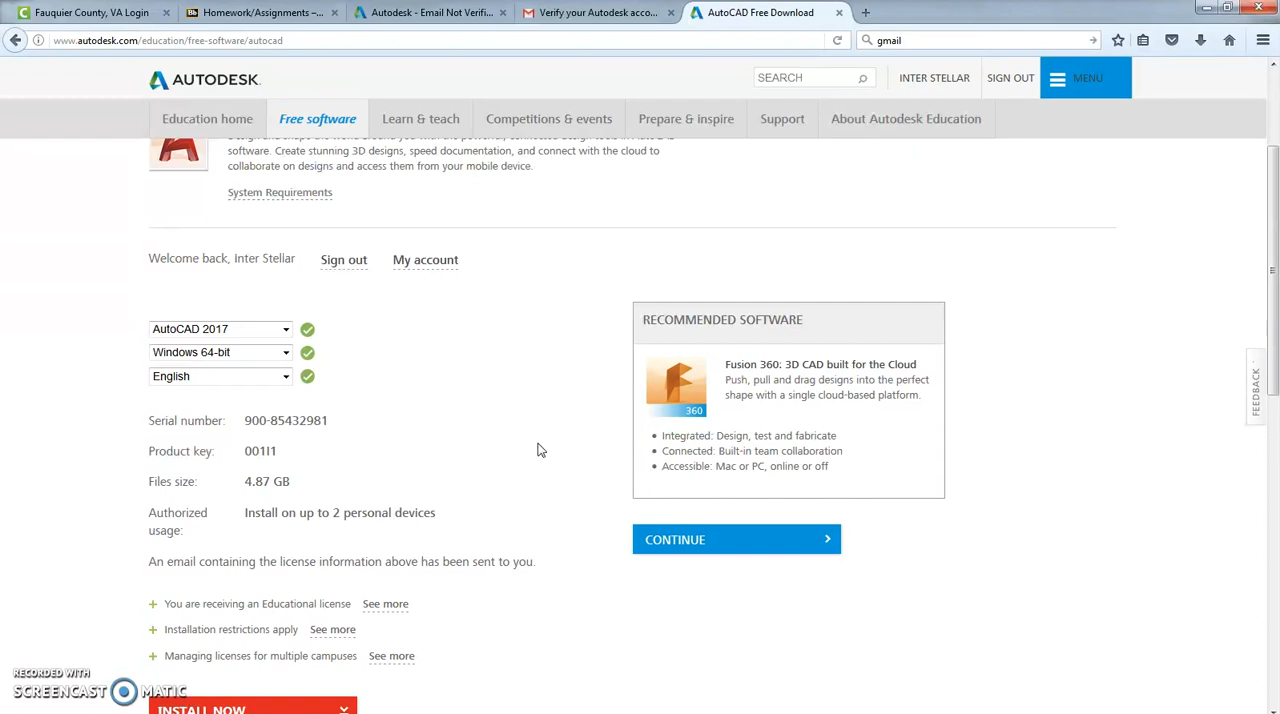 Fauquier County, VA Login
Homework/Assignments –...
Autodesk - Email Not Verifi...
Verify your Autodesk acco...
AutoCAD Free Download
www.autodesk.com/education/free-software/autocad
gmail
AUTODESK.
SEARCH
INTER STELLAR
SIGN OUT
MENU
Education home
Free software
Learn & teach
Competitions & events
Prepare & inspire
Support
About Autodesk Education
software. Create stunning 3D designs, speed documentation, and connect with the cloud to
collaborate on designs and access them from your mobile device.
System Requirements
Welcome back, Inter Stellar
Sign out
My account
AutoCAD 2017
Windows 64-bit
English
Serial number: 900-85432981
Product key: 001I1
Files size: 4.87 GB
Authorized usage: Install on up to 2 personal devices
An email containing the license information above has been sent to you.
+ You are receiving an Educational license See more
+ Installation restrictions apply See more
+ Managing licenses for multiple campuses See more
INSTALL NOW
RECOMMENDED SOFTWARE
360
Fusion 360: 3D CAD built for the Cloud
Push, pull and drag designs into the perfect
shape with a single cloud-based platform.
• Integrated: Design, test and fabricate
• Connected: Built-in team collaboration
• Accessible: Mac or PC, online or off
CONTINUE
FEEDBACK
RECORDED WITH
SCREENCAST MATIC